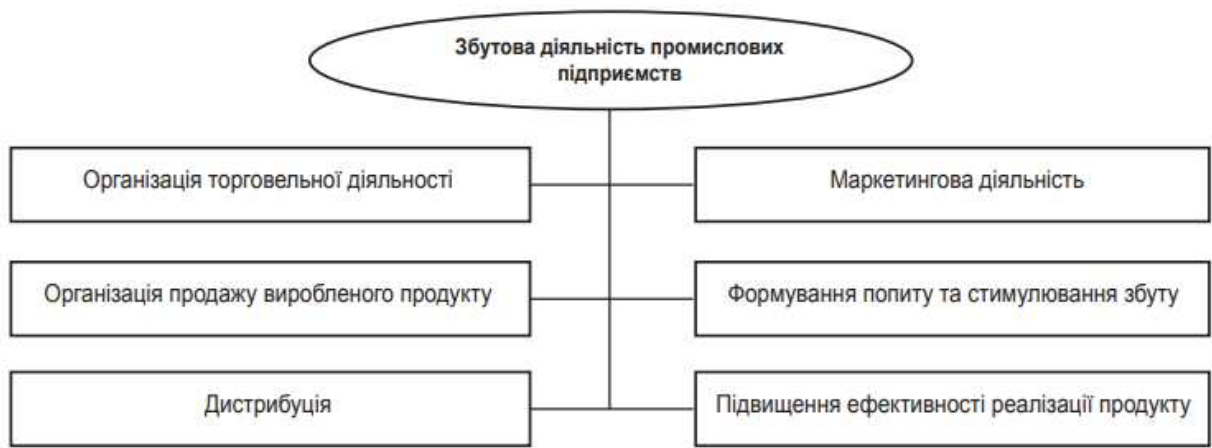 Збутова діяльність промислових
підприємств
Організація торговельної діяльності
Маркетингова діяльність
Організація продажу виробленого продукту
Формування попиту та стимулювання збуту
Дистрибуція
Підвищення ефективності реалізації продукту